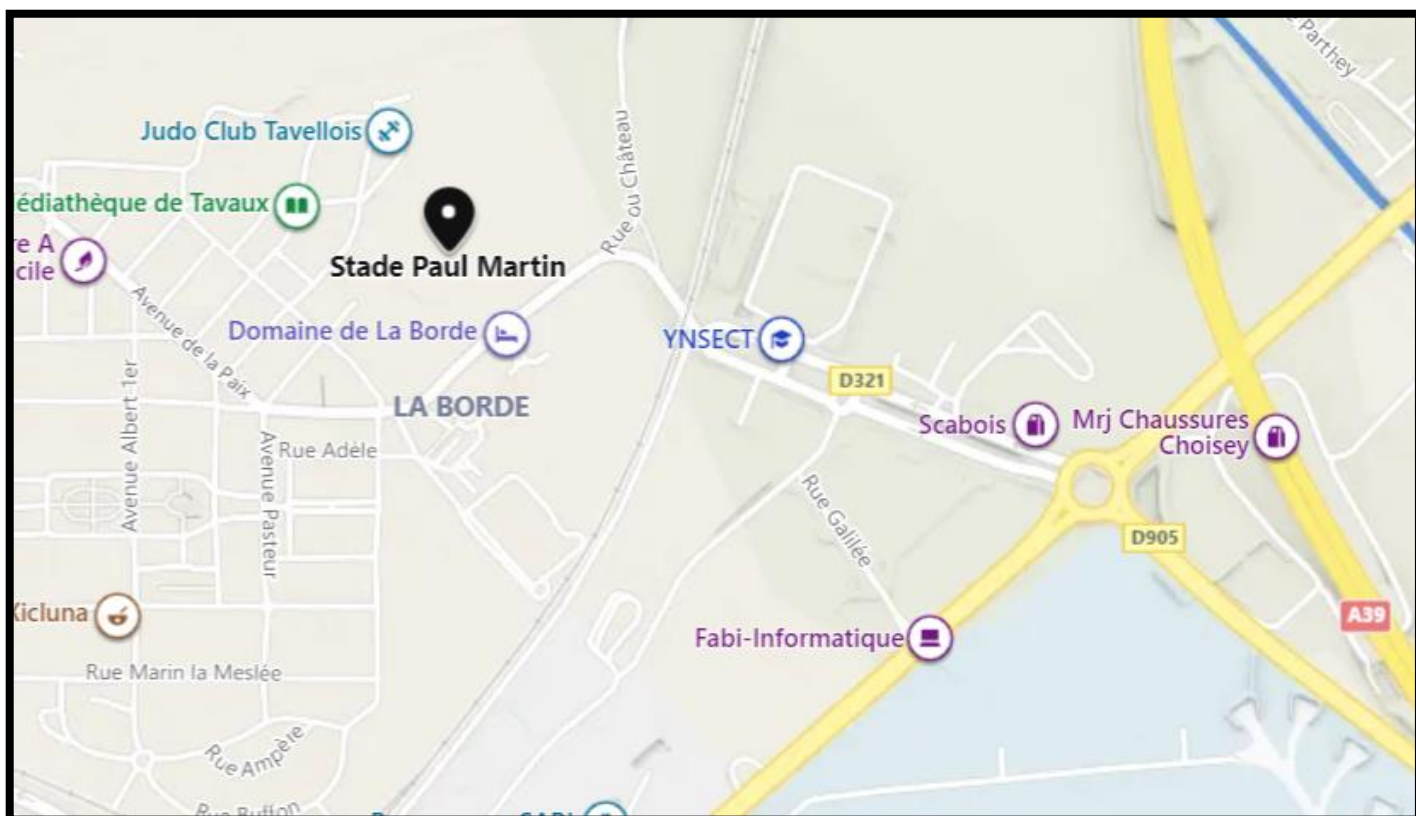 Parthey
Judo Club Tavellois
édiathèque de Tavaux
Rue ou Château
re A
cile
Stade Paul Martin
Avenue de la Paix
Domaine de La Borde
YNSECT
D321
LA BORDE
Avenue Albert 1er
Avenue Pasteur
Rue Adèle
Scabois
Mrj Chaussures
Choisey
Rue Galilée
D905
Xicluna
Fabi-Informatique
A39
Rue Marin la Meslée
Rue Ampère
Rue Buffon